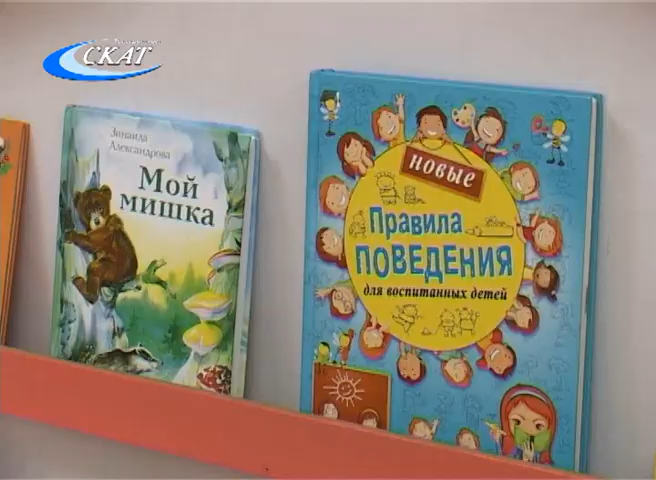 СКАТ
Зинаида
Александрова
Мой
мишка
новые
Правила
ПОВЕДЕНИЯ
для воспитанных детей